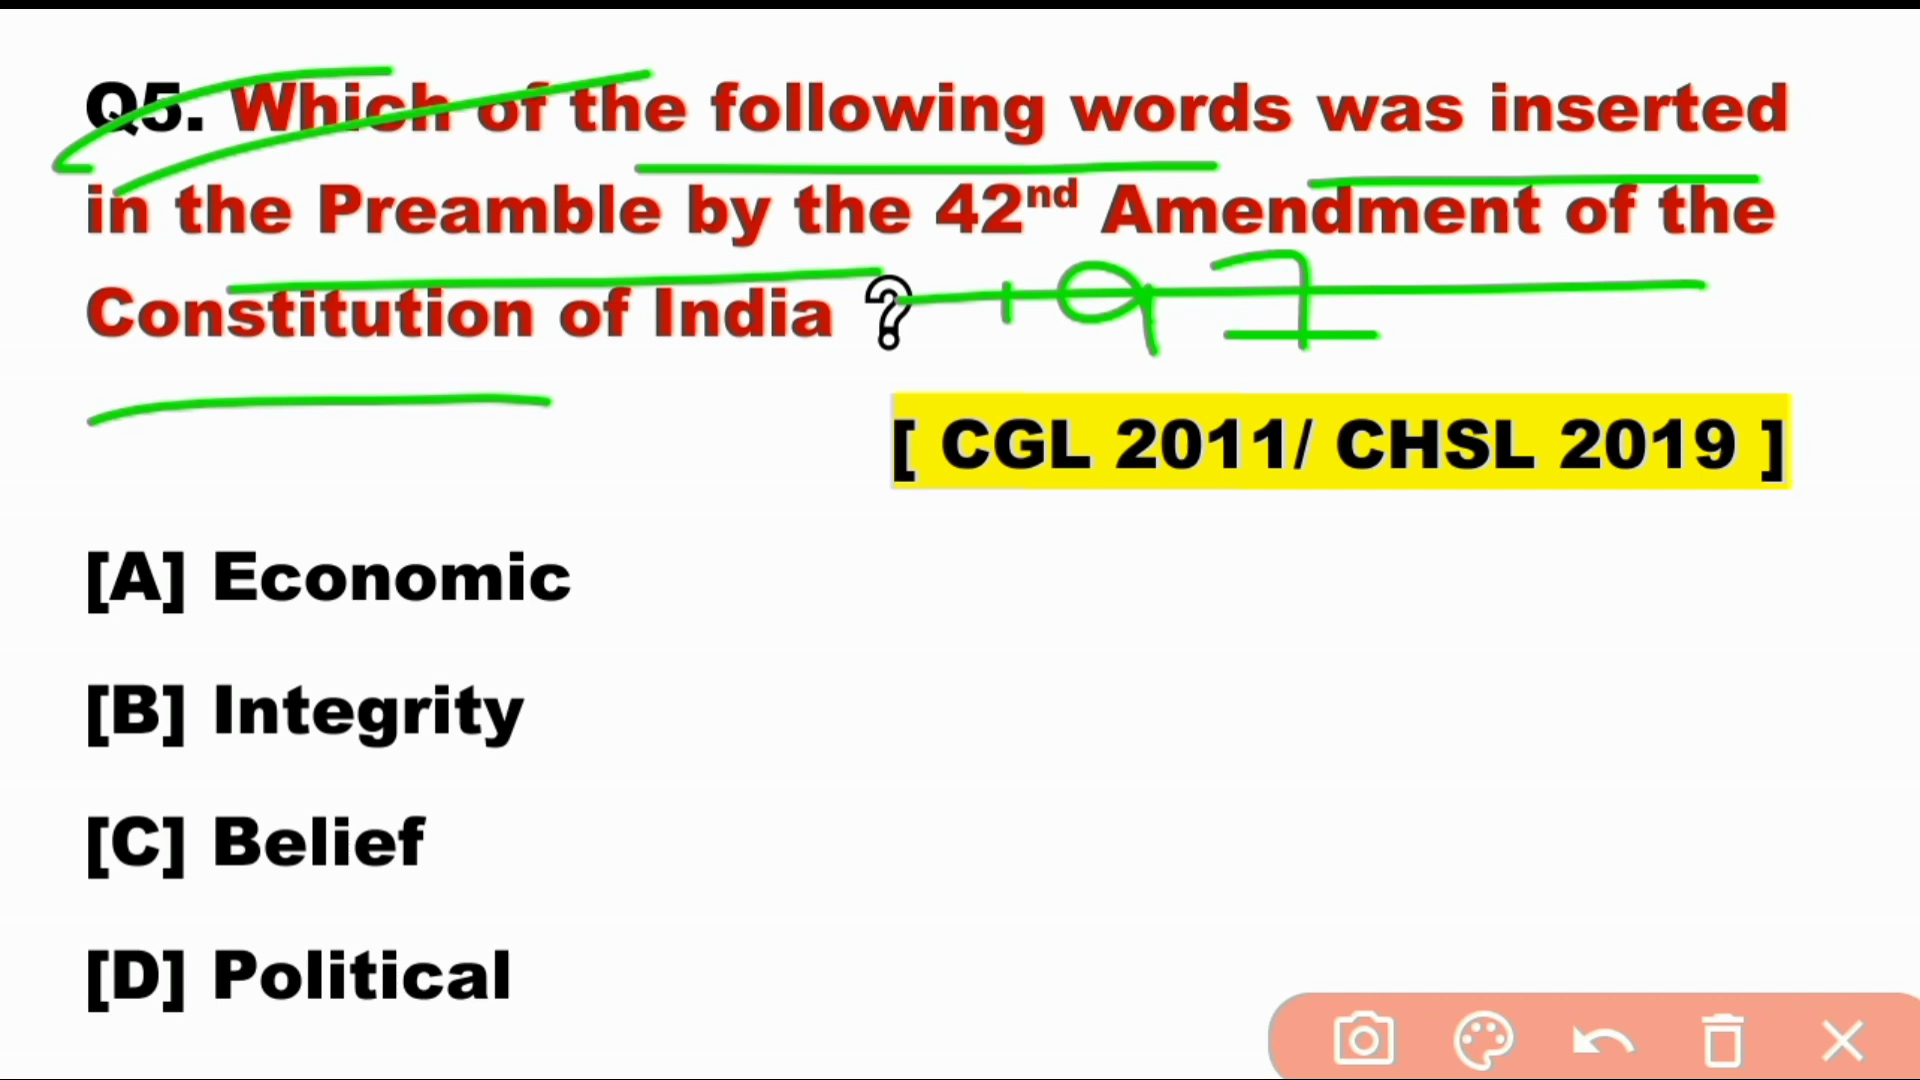 Q5. Which of the following words was inserted
in the Preamble by the 42nd Amendment of the
Constitution of India ?
197
[ CGL 2011/ CHSL 2019 ]
[A] Economic
[B] Integrity
[C] Belief
[D] Political